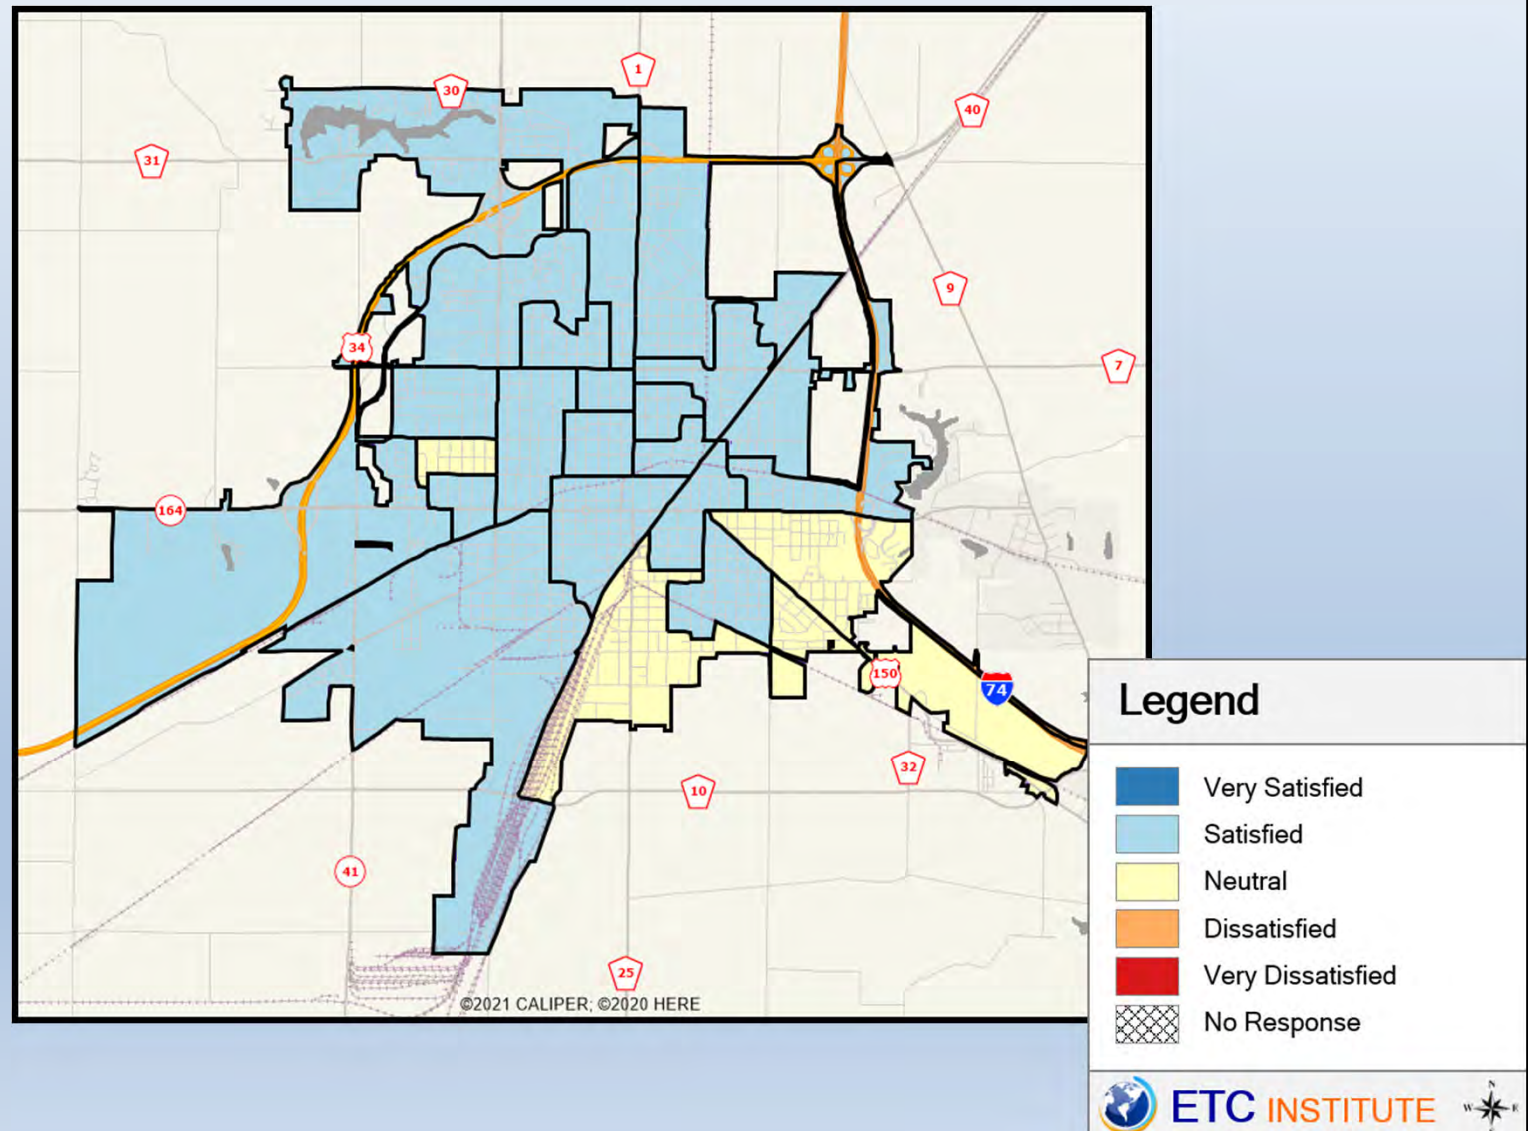 1
30
40
31
9
34
7
164
150
74
32
10
41
25
©2021 CALIPER; ©2020 HERE
Legend
Very Satisfied
Satisfied
Neutral
Dissatisfied
Very Dissatisfied
No Response
ETC INSTITUTE
N
W E